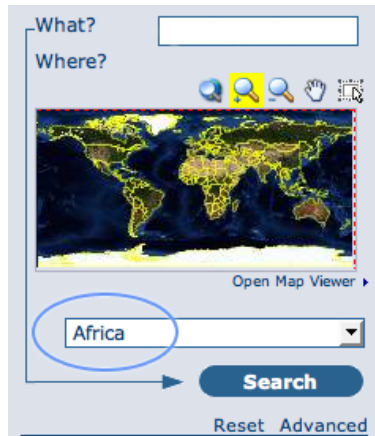 What?
Where?
Open Map Viewer
Africa
Search
Reset Advanced